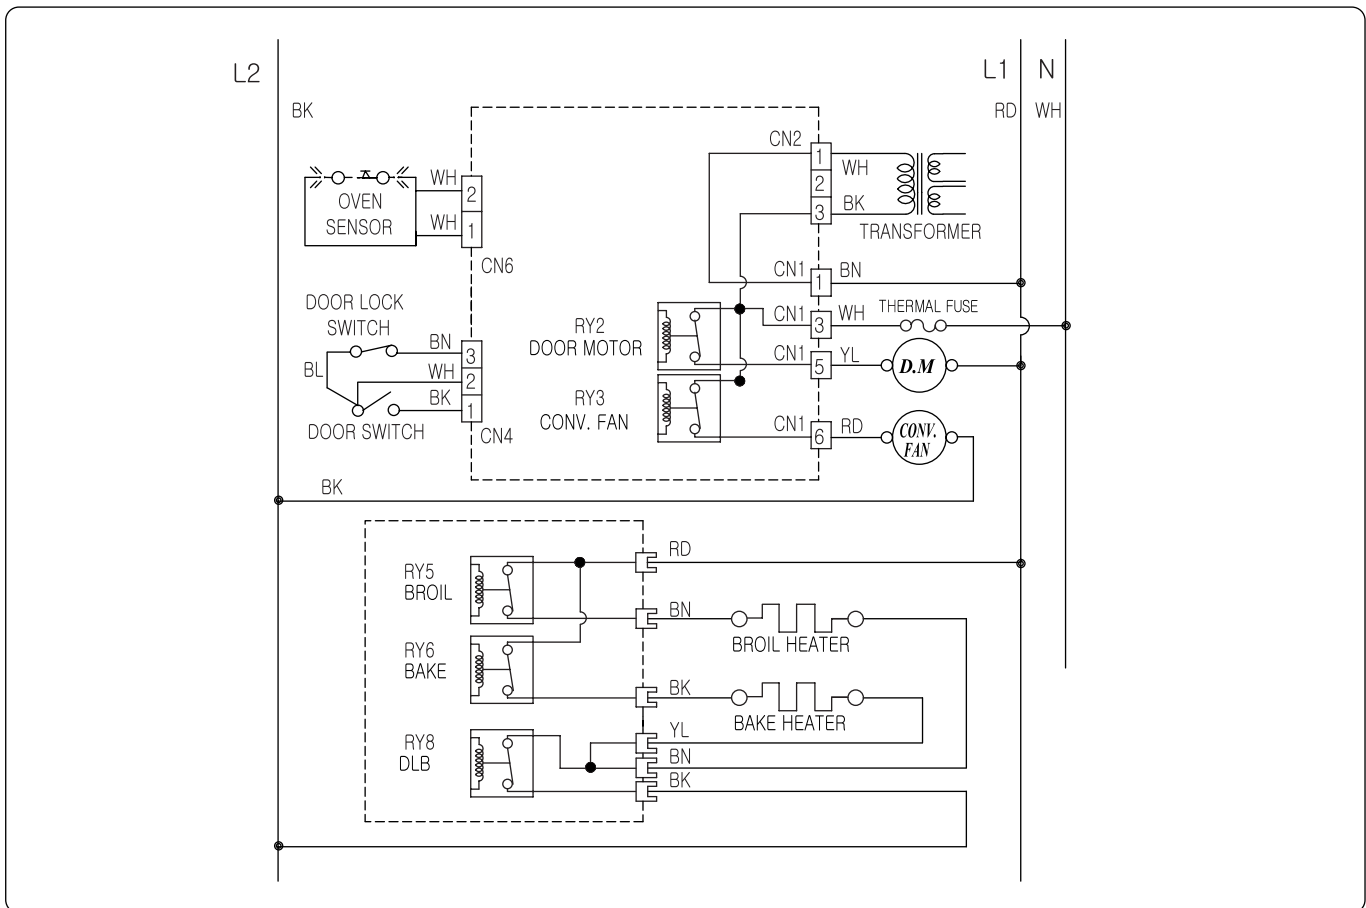 L2
L1
N
BK
RD
WH
CN2
1
WH
2
BK
3
TRANSFORMER
WH
2
OVEN
SENSOR
WH
1
CN6
CN1
1
BN
DOOR LOCK
SWITCH
THERMAL FUSE
RY2
DOOR MOTOR
CN1
3
WH
BN
3
CN1
5
YL
D.M
BL
WH
2
BK
1
RY3
CONV. FAN
DOOR SWITCH
CN4
CN1
6
RD
CONV.
FAN
BK
RD
RY5
BROIL
BN
BROIL HEATER
RY6
BAKE
BK
BAKE HEATER
YL
RY8
DLB
BN
BK